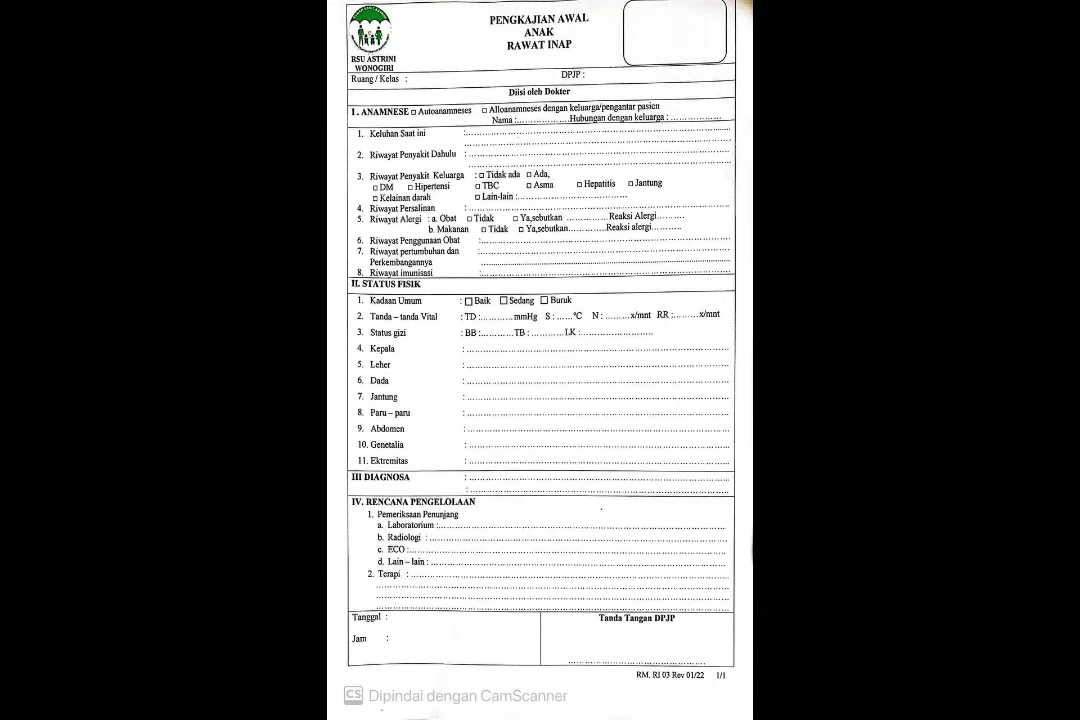 PENGKAJIAN AWAL
ANAK
RAWAT INAP
RSU ASTRINI
WONOGIRI
Ruang / Kelas : DPJP :
Diisi oleh Dokter
I . ANAMNESE □ Autoanamneses □ Alloanamneses dengan keluarga/pengantar pasien
Nama :....................Hubungan dengan keluarga : ..................
1. Keluhan Saat ini :..................
2. Riwayat Penyakit Dahulu :..................
3. Riwayat Penyakit Keluarga : □ Tidak ada □ Ada,
□ DM □ Hipertensi □ TBC □ Asma □ Hepatitis □ Jantung
□ Kelainan darah □ Lain-lain :..................
4. Riwayat Persalinan :..................
5. Riwayat Alergi : a. Obat □ Tidak □ Ya,sebutkan ..............Reaksi Alergi.........
b. Makanan □ Tidak □ Ya,sebutkan.............Reaksi alergi..........
6. Riwayat Penggunaan Obat :..................
7. Riwayat pertumbuhan dan
Perkembangannya ..................
8. Riwayat imunisasi :..................
II. STATUS FISIK
1. Kadaan Umum : □ Baik □ Sedang □ Buruk
2. Tanda – tanda Vital : TD :...........mmHg S : ......°C N : .........x/mnt RR :.........x/mnt
3. Status gizi : BB :...........TB : ...........LK :..................
4. Kepala :..................
5. Leher :..................
6. Dada :..................
7. Jantung :..................
8. Paru – paru :..................
9. Abdomen :..................
10. Genetalia :..................
11. Ektremitas :..................
III DIAGNOSA :..................
:..................
IV. RENCANA PENGELOLAAN
1. Pemeriksaan Penunjang
a. Laboratorium :..................
b. Radiologi :..................
c. ECO :..................
d. Lain – lain :..................
2. Terapi :..................
Tanggal : Tanda Tangan DPJP
Jam :
..................
RM. RI 03 Rev 01/22 1/1
CS Dipindai dengan CamScanner